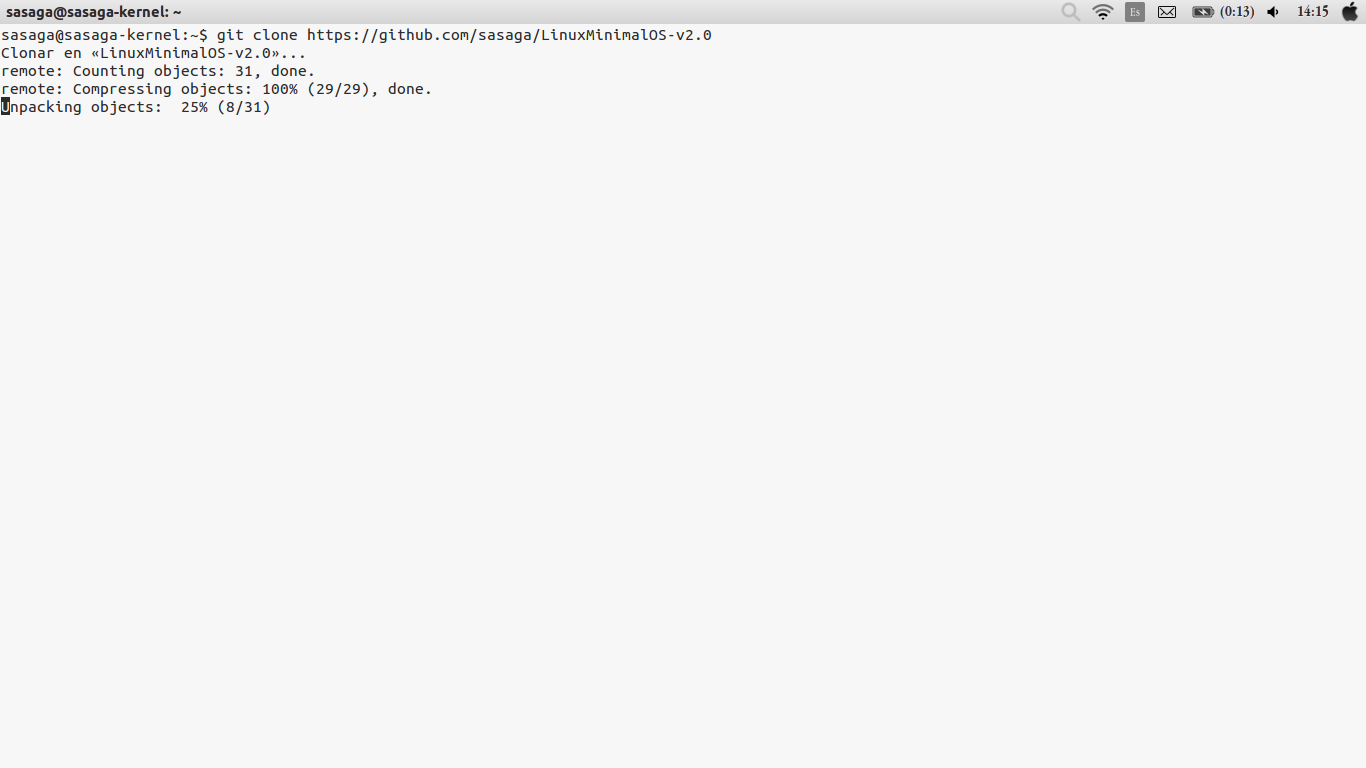 sasaga@sasaga-kernel: ~
Es
(0:13)
14:15
sasaga@sasaga-kernel:~$ git clone https://github.com/sasaga/LinuxMinimalOS-v2.0
Clonar en «LinuxMinimalOS-v2.0»...
remote: Counting objects: 31, done.
remote: Compressing objects: 100% (29/29), done.
Unpacking objects:  25% (8/31)